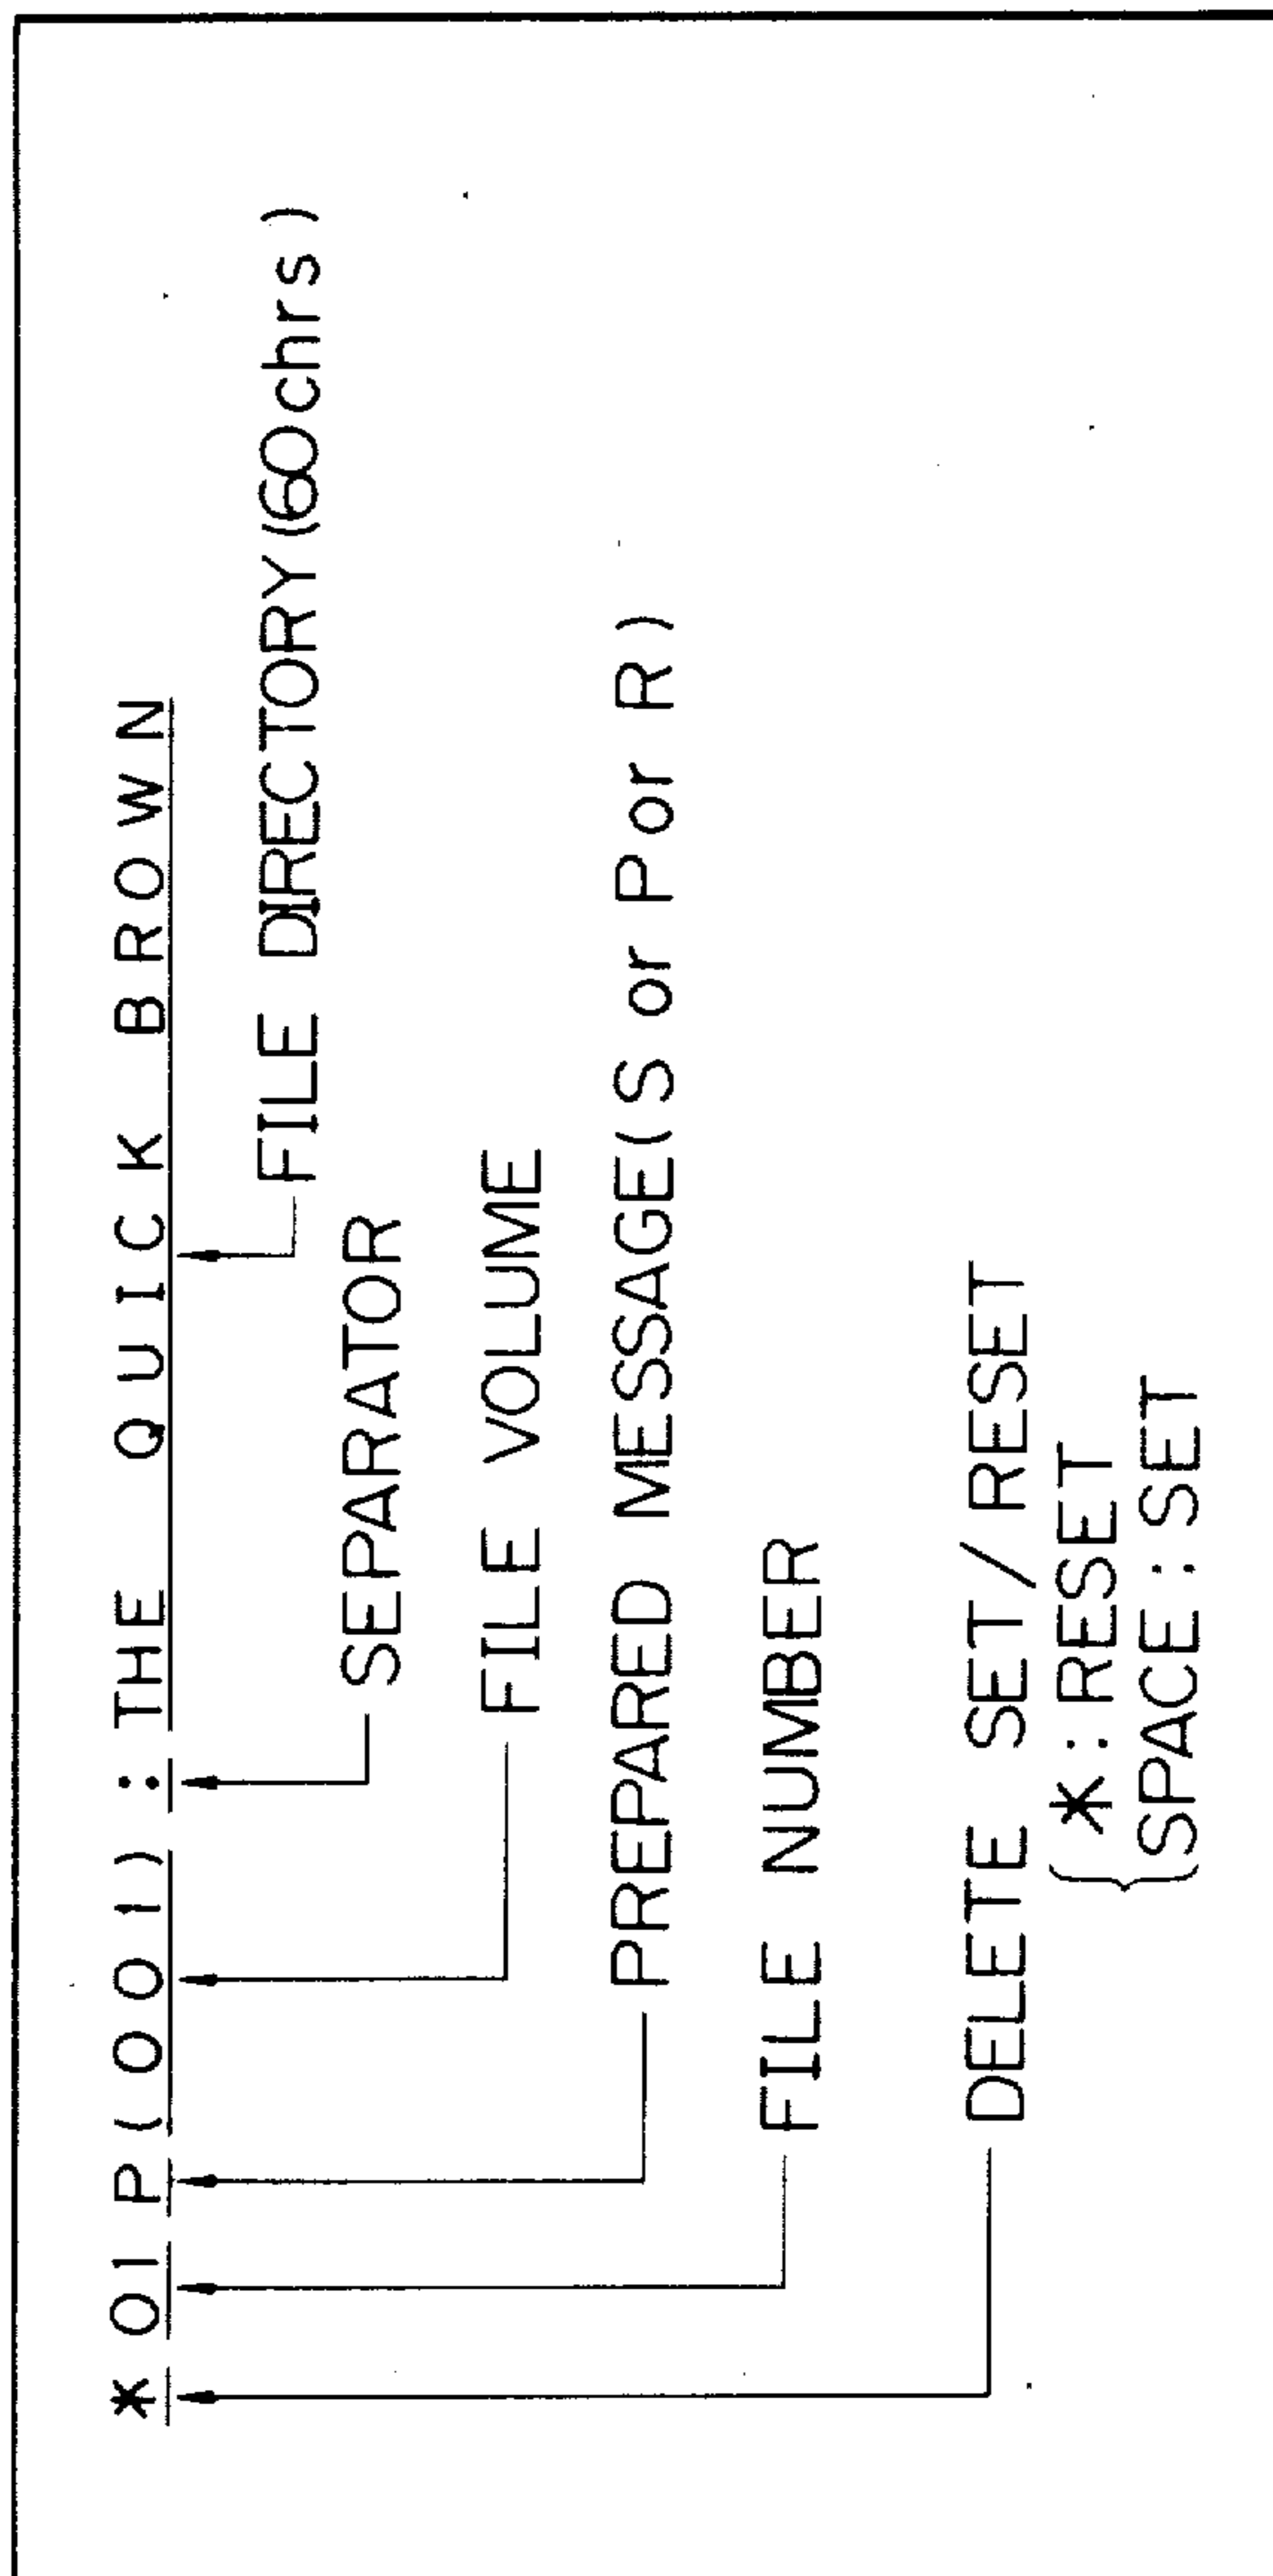 *01 P (001) : THE QUICK BROWN
FILE DIRECTORY (60chrs)
SEPARATOR
FILE VOLUME
PREPARED MESSAGE (S or P or R)
FILE NUMBER
DELETE SET/RESET
*: RESET
SPACE : SET